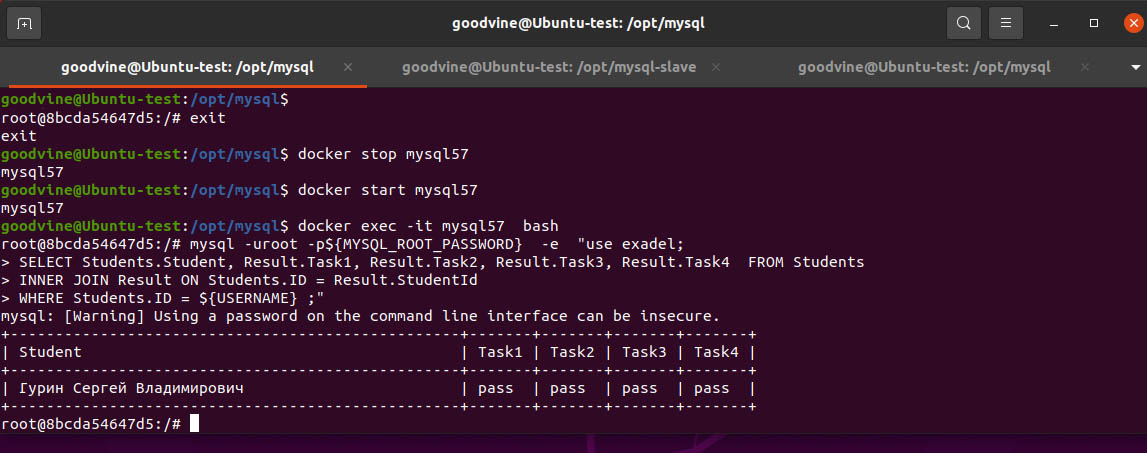 goodvine@Ubuntu-test: /opt/mysql
goodvine@Ubuntu-test: /opt/mysql × goodvine@Ubuntu-test: /opt/mysql-slave × goodvine@Ubuntu-test: /opt/mysql ×
goodvine@Ubuntu-test:/opt/mysql$
root@8bcda54647d5:/# exit
exit
goodvine@Ubuntu-test:/opt/mysql$ docker stop mysql57
mysql57
goodvine@Ubuntu-test:/opt/mysql$ docker start mysql57
mysql57
goodvine@Ubuntu-test:/opt/mysql$ docker exec -it mysql57  bash
root@8bcda54647d5:/# mysql -uroot -p${MYSQL_ROOT_PASSWORD}  -e  "use exadel;
> SELECT Students.Student, Result.Task1, Result.Task2, Result.Task3, Result.Task4  FROM Students
> INNER JOIN Result ON Students.ID = Result.StudentId
> WHERE Students.ID = ${USERNAME} ;"
mysql: [Warning] Using a password on the command line interface can be insecure.
+--------------------------------------------------+-------+-------+-------+-------+
| Student                                          | Task1 | Task2 | Task3 | Task4 |
+--------------------------------------------------+-------+-------+-------+-------+
| Гурин Сергей Владимирович                        | pass  | pass  | pass  | pass  |
+--------------------------------------------------+-------+-------+-------+-------+
root@8bcda54647d5:/#